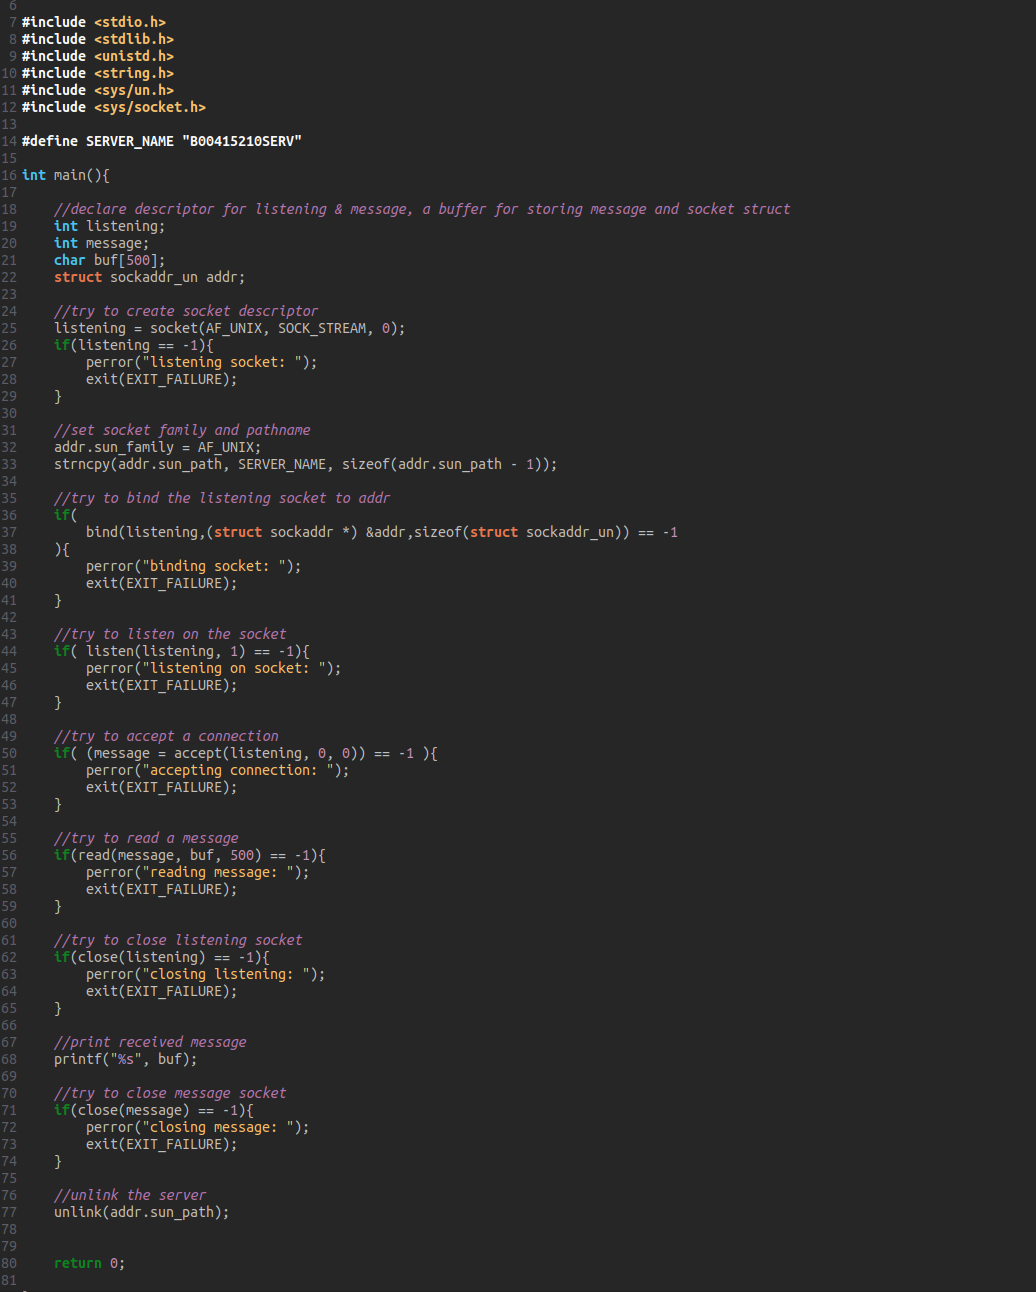 6
7 #include <stdio.h>
8 #include <stdlib.h>
9 #include <unistd.h>
10 #include <string.h>
11 #include <sys/un.h>
12 #include <sys/socket.h>
13
14 #define SERVER_NAME "B00415210SERV"
15
16 int main(){
17
18     //declare descriptor for listening & message, a buffer for storing message and socket struct
19     int listening;
20     int message;
21     char buf[500];
22     struct sockaddr_un addr;
23
24     //try to create socket descriptor
25     listening = socket(AF_UNIX, SOCK_STREAM, 0);
26     if(listening == -1){
27         perror("listening socket: ");
28         exit(EXIT_FAILURE);
29     }
30
31     //set socket family and pathname
32     addr.sun_family = AF_UNIX;
33     strncpy(addr.sun_path, SERVER_NAME, sizeof(addr.sun_path - 1));
34
35     //try to bind the listening socket to addr
36     if(
37         bind(listening,(struct sockaddr *) &addr,sizeof(struct sockaddr_un)) == -1
38     ){
39         perror("binding socket: ");
40         exit(EXIT_FAILURE);
41     }
42
43     //try to listen on the socket
44     if( listen(listening, 1) == -1){
45         perror("listening on socket: ");
46         exit(EXIT_FAILURE);
47     }
48
49     //try to accept a connection
50     if( (message = accept(listening, 0, 0)) == -1 ){
51         perror("accepting connection: ");
52         exit(EXIT_FAILURE);
53     }
54
55     //try to read a message
56     if(read(message, buf, 500) == -1){
57         perror("reading message: ");
58         exit(EXIT_FAILURE);
59     }
60
61     //try to close listening socket
62     if(close(listening) == -1){
63         perror("closing listening: ");
64         exit(EXIT_FAILURE);
65     }
66
67     //print received message
68     printf("%s", buf);
69
70     //try to close message socket
71     if(close(message) == -1){
72         perror("closing message: ");
73         exit(EXIT_FAILURE);
74     }
75
76     //unlink the server
77     unlink(addr.sun_path);
78
79
80     return 0;
81